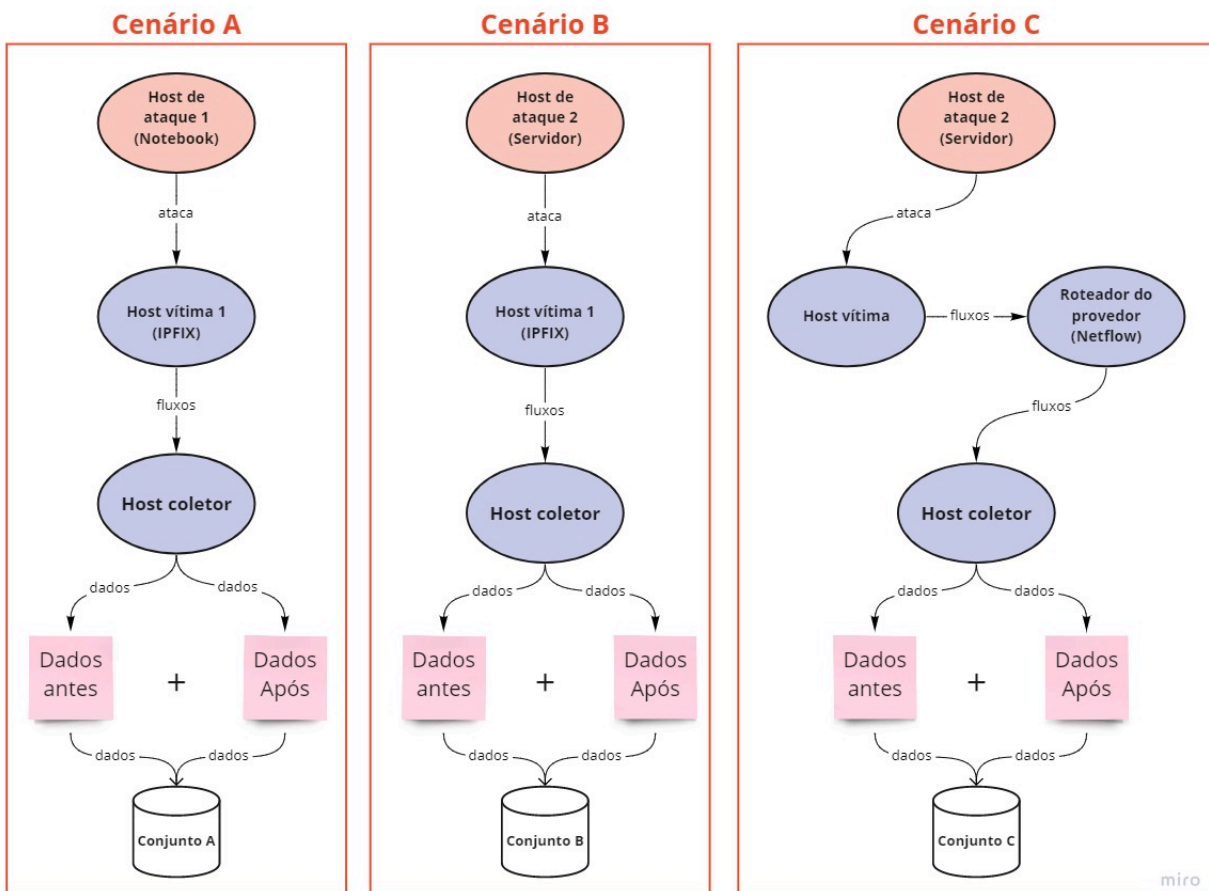 Cenário A
Host de
ataque 1
(Notebook)
ataca
Host vítima 1
(IPFIX)
fluxos
Host coletor
dados
dados
Dados
antes
+
Dados
Após
dados
dados
Conjunto A
Cenário B
Host de
ataque 2
(Servidor)
ataca
Host vítima 1
(IPFIX)
fluxos
Host coletor
dados
dados
Dados
antes
+
Dados
Após
dados
dados
Conjunto B
Cenário C
Host de
ataque 2
(Servidor)
ataca
Host vítima
fluxos
Roteador do
provedor
(Netflow)
fluxos
Host coletor
dados
dados
Dados
antes
+
Dados
Após
dados
dados
Conjunto C
miro